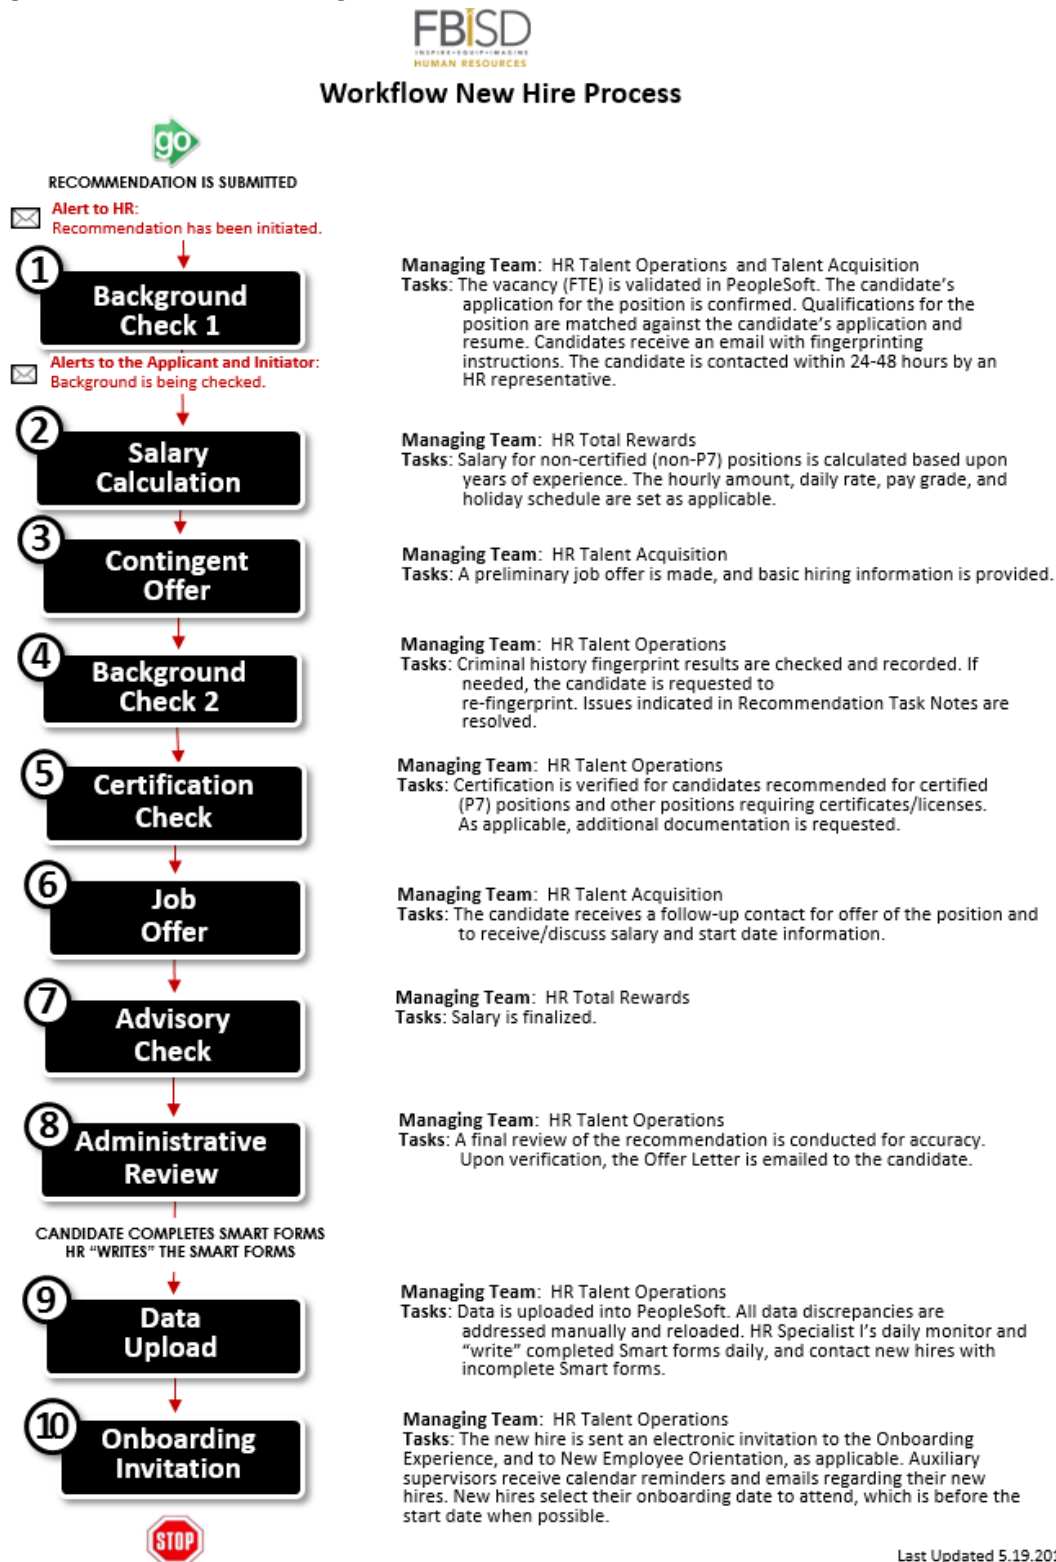 FBISD
INSPIRE•EQUIP•IMAGINE
HUMAN RESOURCES
Workflow New Hire Process
go
RECOMMENDATION IS SUBMITTED
Alert to HR:
Recommendation has been initiated.
1
Background
Check 1
Managing Team: HR Talent Operations and Talent Acquisition
Tasks: The vacancy (FTE) is validated in PeopleSoft. The candidate's
application for the position is confirmed. Qualifications for the
position are matched against the candidate's application and
resume. Candidates receive an email with fingerprinting
instructions. The candidate is contacted within 24-48 hours by an
HR representative.
Alerts to the Applicant and Initiator:
Background is being checked.
2
Salary
Calculation
Managing Team: HR Total Rewards
Tasks: Salary for non-certified (non-P7) positions is calculated based upon
years of experience. The hourly amount, daily rate, pay grade, and
holiday schedule are set as applicable.
3
Contingent
Offer
Managing Team: HR Talent Acquisition
Tasks: A preliminary job offer is made, and basic hiring information is provided.
4
Background
Check 2
Managing Team: HR Talent Operations
Tasks: Criminal history fingerprint results are checked and recorded. If
needed, the candidate is requested to
re-fingerprint. Issues indicated in Recommendation Task Notes are
resolved.
5
Certification
Check
Managing Team: HR Talent Operations
Tasks: Certification is verified for candidates recommended for certified
(P7) positions and other positions requiring certificates/licenses.
As applicable, additional documentation is requested.
6
Job
Offer
Managing Team: HR Talent Acquisition
Tasks: The candidate receives a follow-up contact for offer of the position and
to receive/discuss salary and start date information.
7
Advisory
Check
Managing Team: HR Total Rewards
Tasks: Salary is finalized.
8
Administrative
Review
Managing Team: HR Talent Operations
Tasks: A final review of the recommendation is conducted for accuracy.
Upon verification, the Offer Letter is emailed to the candidate.
CANDIDATE COMPLETES SMART FORMS
HR "WRITES" THE SMART FORMS
9
Data
Upload
Managing Team: HR Talent Operations
Tasks: Data is uploaded into PeopleSoft. All data discrepancies are
addressed manually and reloaded. HR Specialist I's daily monitor and
"write" completed Smart forms daily, and contact new hires with
incomplete Smart forms.
10
Onboarding
Invitation
Managing Team: HR Talent Operations
Tasks: The new hire is sent an electronic invitation to the Onboarding
Experience, and to New Employee Orientation, as applicable. Auxiliary
supervisors receive calendar reminders and emails regarding their new
hires. New hires select their onboarding date to attend, which is before the
start date when possible.
STOP
Last Updated 5.19.201